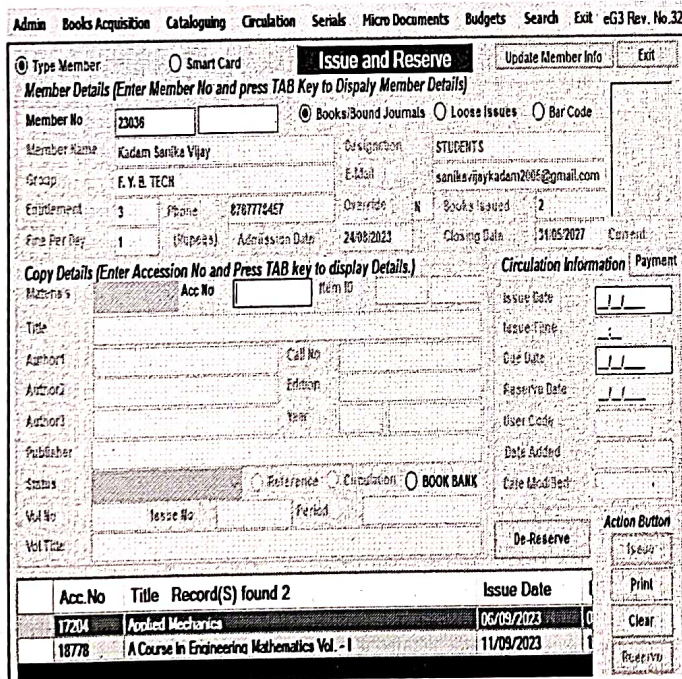 Admin Books Acquisition Cataloguing Circulation Serials Micro Documents Budgets Search Exit eG3 Rev. No.32
Type Member Smart Card Issue and Reserve Update Member Info Exit
Member Details (Enter Member No and press TAB Key to Dispaly Member Details)
Member No 23036 Books/Bound Journals Loose Issues Bar Code
Member Name Kadam Sanika Vijay Designation STUDENTS
Group F. Y. B. TECH E-Mail sanikavijaykadam2005@gmail.com
Entitlement 3 Phone 8767778457 Override N Books Issued 2
Fine Per Day 1 (Rupees) Admission Date 24/08/2023 Closing Date 31/05/2027 Current
Copy Details (Enter Accession No and Press TAB key to display Details.) Circulation Information Payment
Materials Acc No Item ID Issue Date
Title Issue Time
Author1 Call No Due Date
Author2 Edition Reserve Date
Author3 Year User Code
Publisher Date Added
Status Reference Circulation BOOK BANK Date Modified
Vol No Issue No Period Action Button
Vol Title De-Reserve Issue
Acc.No Title Record(S) found 2 Issue Date Print
17204 Applied Mechanics 06/09/2023 0 Clear
18778 A Course In Engineering Mathematics Vol. - I 11/09/2023 1 Reserve